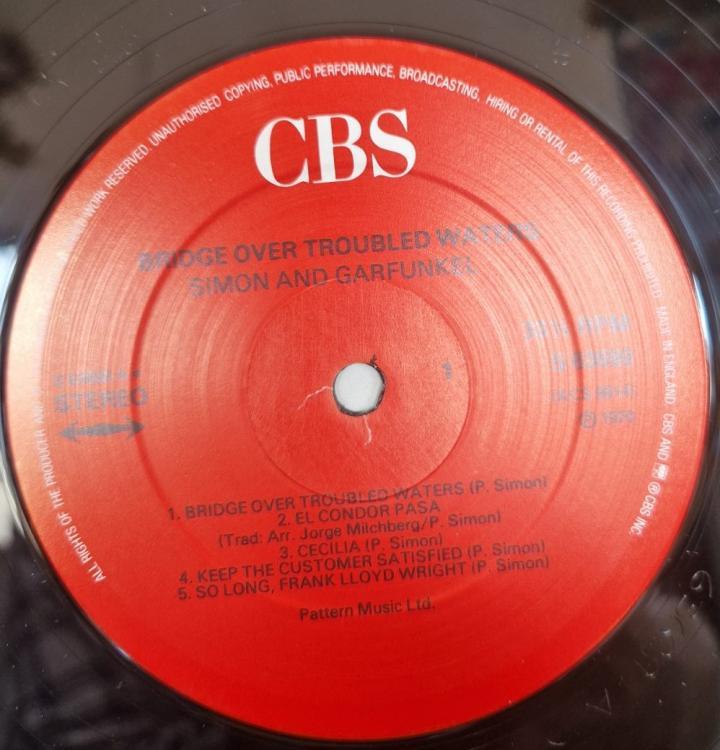 ALL RIGHTS OF THE PRODUCER AND WORK RESERVED. UNAUTHORISED COPYING, PUBLIC PERFORMANCE, BROADCASTING, HIRING OR RENTAL OF THIS RECORDING PROHIBITED. MADE IN ENGLAND CBS AND ® CBS INC.
CBS
BRIDGE OVER TROUBLED WATERS
SIMON AND GARFUNKEL
RPM
1
STEREO
℗ 1970
1. BRIDGE OVER TROUBLED WATERS (P. Simon)
2. EL CONDOR PASA
(Trad: Arr. Jorge Milchberg/P. Simon)
3. CECILIA (P. Simon)
4. KEEP THE CUSTOMER SATISFIED (P. Simon)
5. SO LONG, FRANK LLOYD WRIGHT (P. Simon)
Pattern Music Ltd.